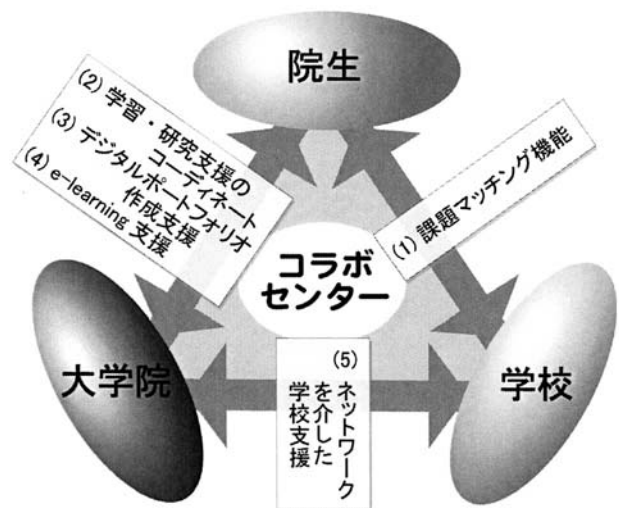 院生
(2) 学習・研究支援の
コーディネート
(3) デジタルポートフォリオ
作成支援
(4) e-learning 支援
(1) 課題マッチング機能
コラボ
センター
大学院
学校
(5)
ネットワーク
を介した
学校支援